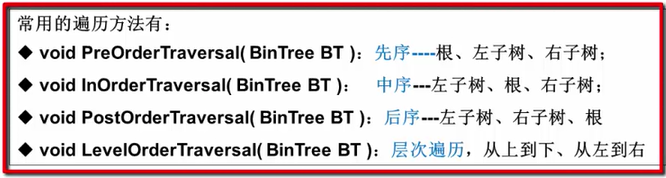 常用的遍历方法有：
◆ void PreOrderTraversal( BinTree BT )：先序----根、左子树、右子树；
◆ void InOrderTraversal( BinTree BT )： 中序---左子树、根、右子树；
◆ void PostOrderTraversal( BinTree BT )：后序---左子树、右子树、根
◆ void LevelOrderTraversal( BinTree BT )：层次遍历，从上到下、从左到右